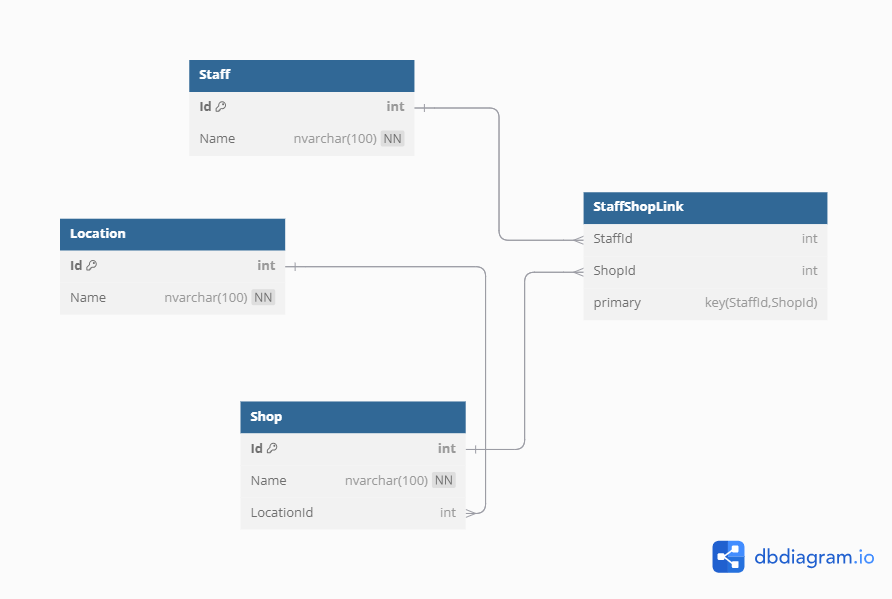 Staff
Id int
Name nvarchar(100) NN
StaffShopLink
StaffId int
ShopId int
primary key(StaffId,ShopId)
Location
Id int
Name nvarchar(100) NN
Shop
Id int
Name nvarchar(100) NN
LocationId int
dbdiagram.io